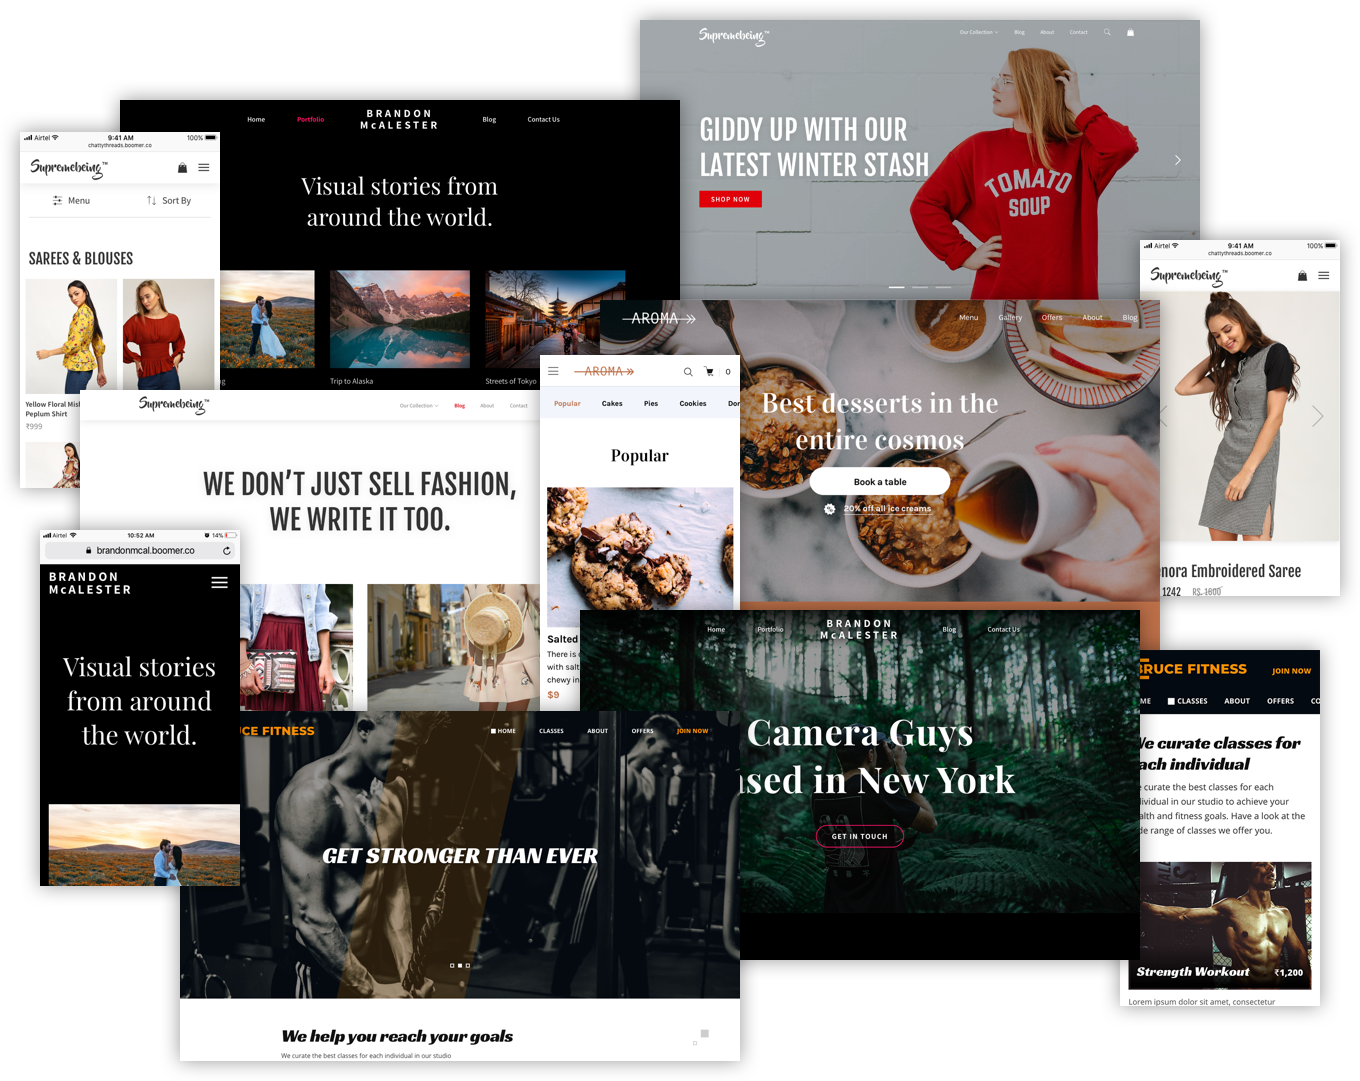 Supremebeing™
Our Collection
Blog
About
Contact
GIDDY UP WITH OUR
LATEST WINTER STASH
SHOP NOW
TOMATO
SOUP
Home
Portfolio
BRANDON
McALESTER
Blog
Contact Us
Visual stories from
around the world.
Trip to Alaska
Streets of Tokyo
Airtel
9:41 AM
100%
chattythreads.boomer.co
Supremebeing™
Menu
Sort By
SAREES & BLOUSES
Yellow Floral
Peplum Shirt
₹999
Airtel
9:41 AM
100%
chattythreads.boomer.co
Supremebeing™
nora Embroidered Saree
1242
RS. 1800
AROMA
Menu
Gallery
Offers
About
Blog
Best desserts in the
entire cosmos
Book a table
20% off all ice creams
AROMA
0
Popular
Cakes
Pies
Cookies
Popular
Salted
There is
with salt
chewy in
$9
Supremebeing™
Our Collection
Blog
About
Contact
WE DON’T JUST SELL FASHION,
WE WRITE IT TOO.
Airtel
10:52 AM
14%
brandonmcal.boomer.co
BRANDON
McALESTER
Visual stories
from around
the world.
Home
Portfolio
BRANDON
McALESTER
Blog
Contact Us
Camera Guys
sed in New York
GET IN TOUCH
RUCE FITNESS
JOIN NOW
ME
CLASSES
ABOUT
OFFERS
CO
We curate classes for
ach individual
curate the best classes for each
dividual in our studio to achieve your
alth and fitness goals. Have a look at the
de range of classes we offer you.
Strength Workout
₹1,200
Lorem ipsum dolor sit amet, consectetur
UCE FITNESS
HOME
CLASSES
ABOUT
OFFERS
JOIN NOW
GET STRONGER THAN EVER
We help you reach your goals
We curate the best classes for each individual in our studio